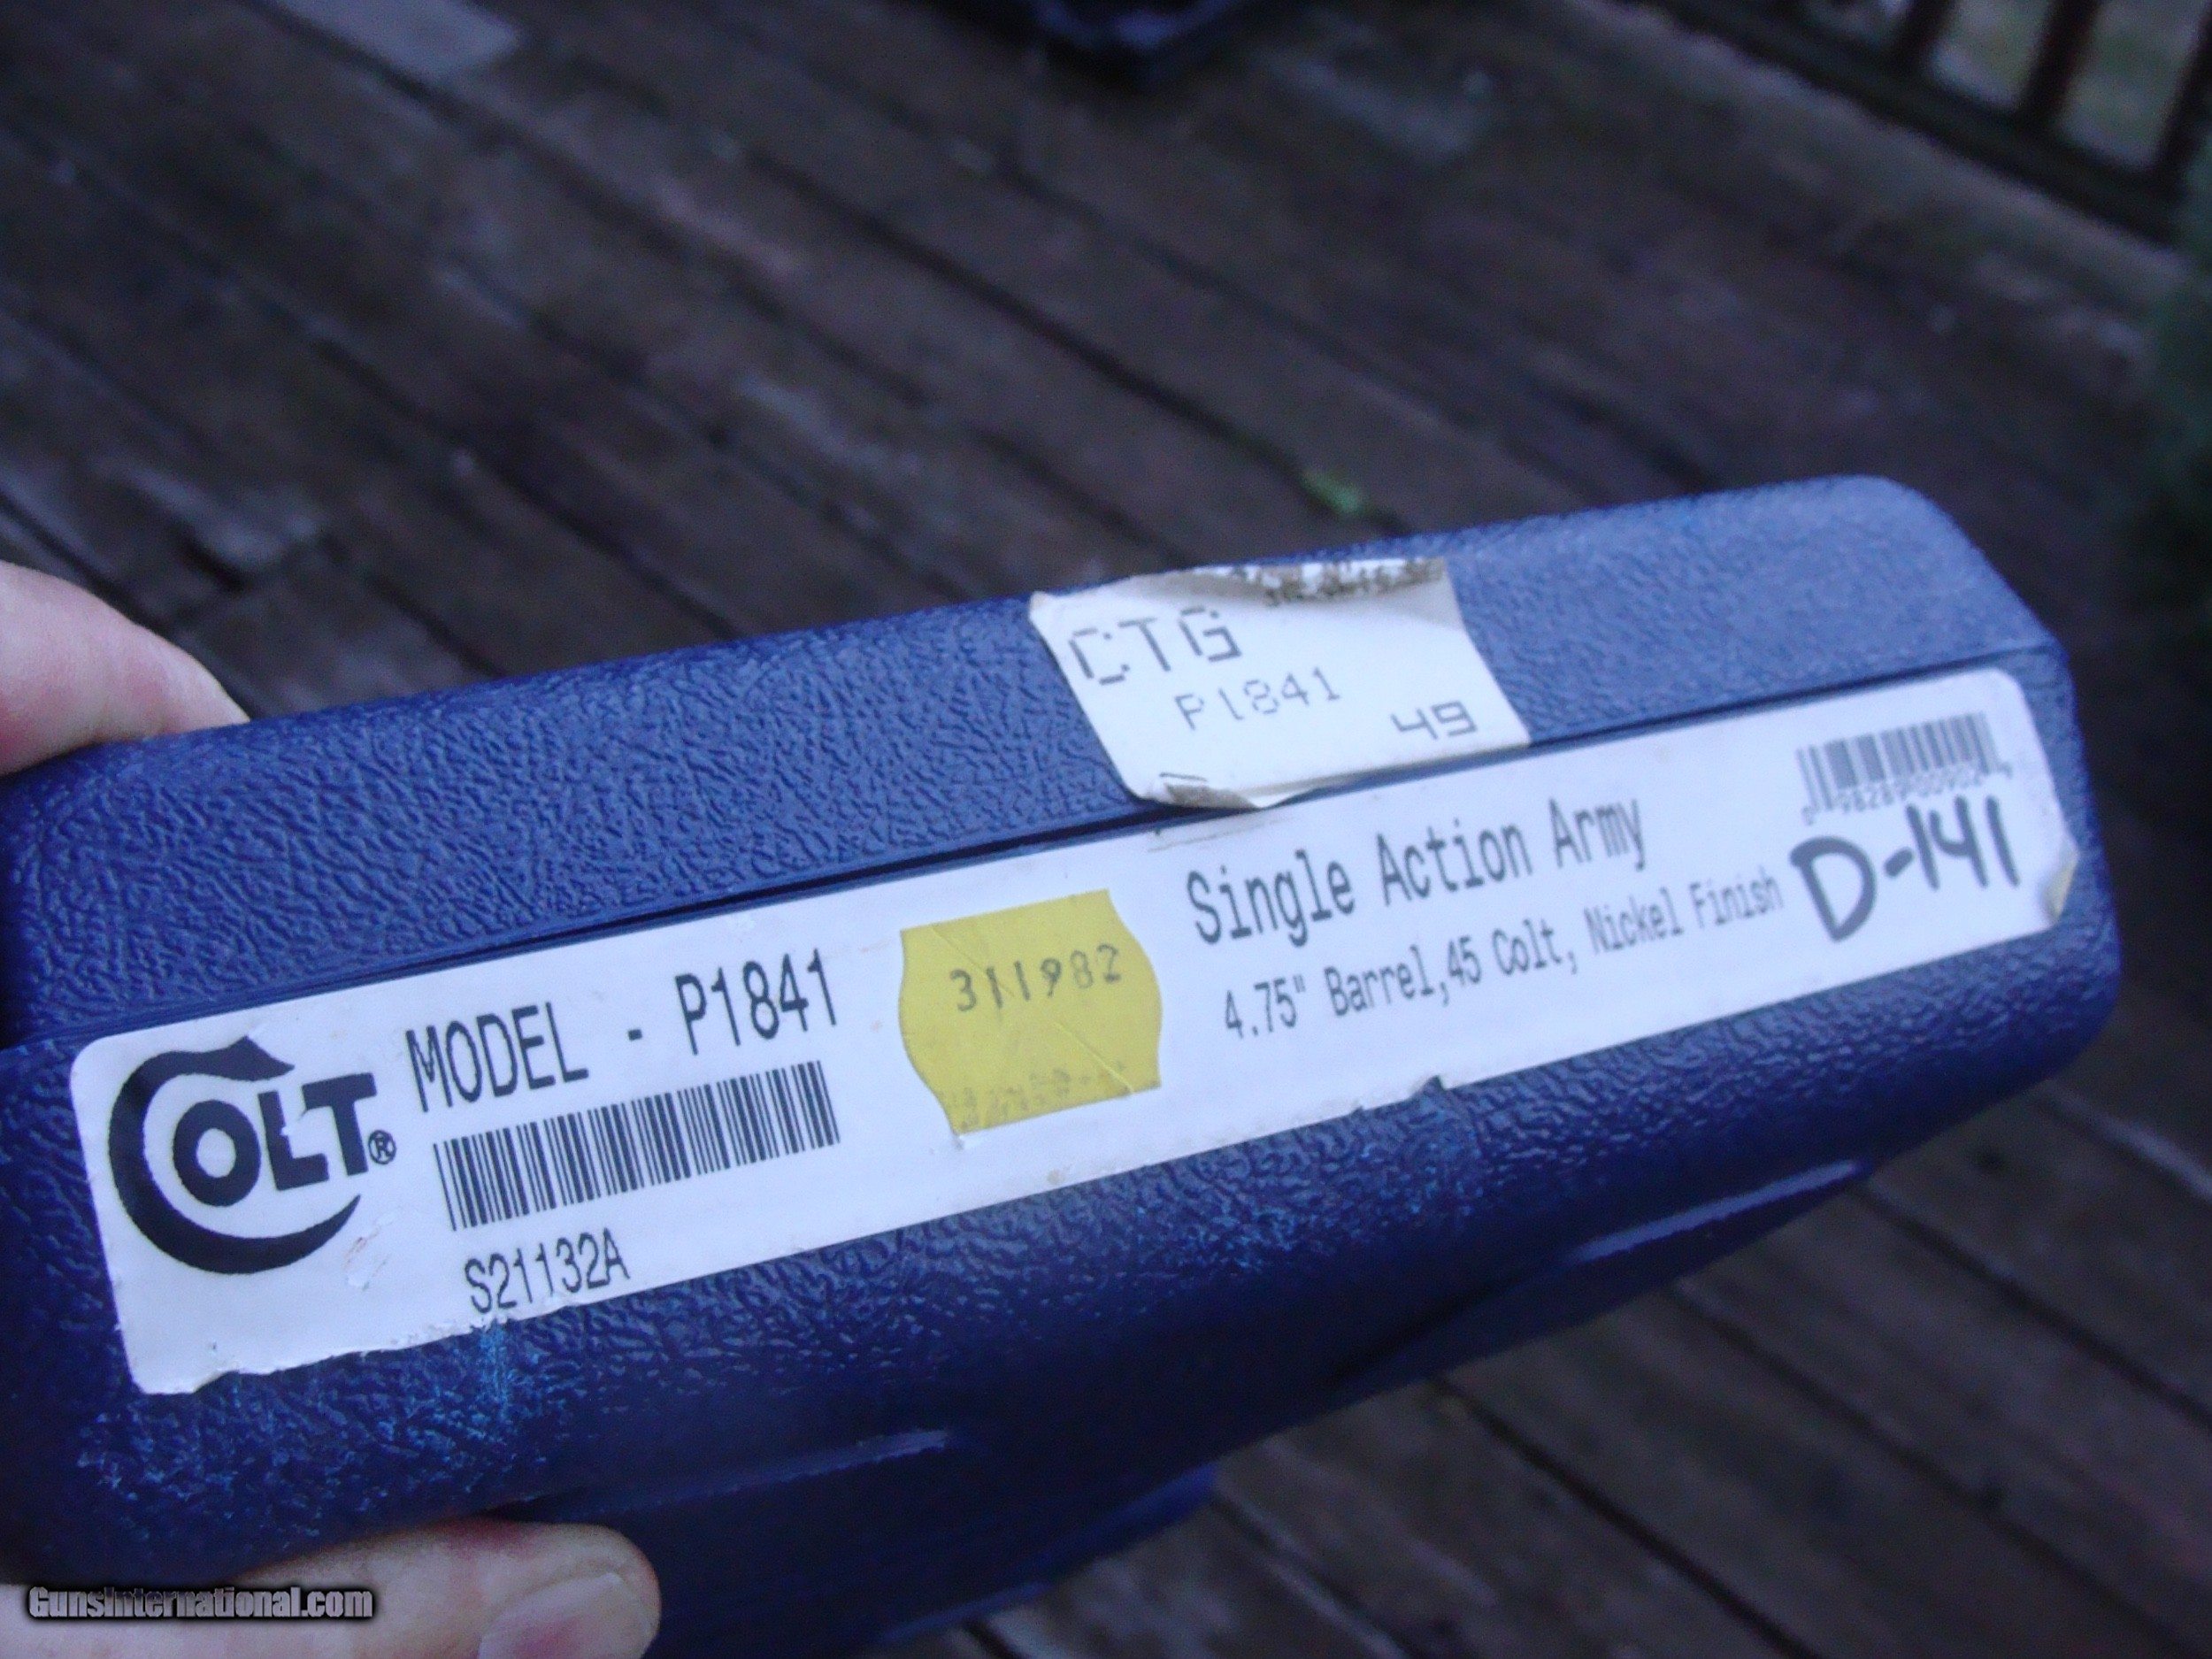 CTG
P1841
49
COLT®
MODEL - P1841
S21132A
311982
Single Action Army
4.75" Barrel,45 Colt, Nickel Finish
D-141
GunsInternational.com